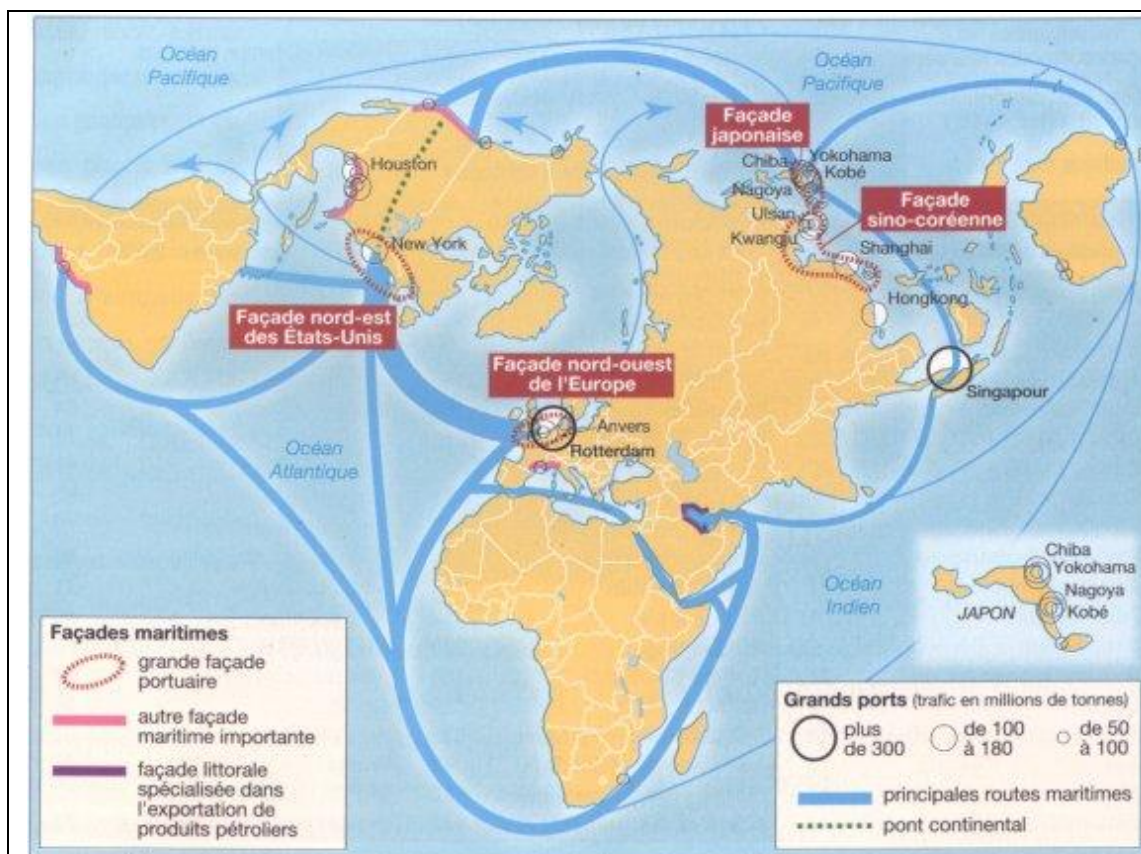 Océan
Pacifique
Océan
Pacifique
Façade
japonaise
Houston
Chiba
Yokohama
Kobé
Nagoya
Façade
sino-coréenne
Ulsan
Kwangju
New York
Shanghai
Hongkong
Façade nord-est
des États-Unis
Façade nord-ouest
de l'Europe
Singapour
Anvers
Rotterdam
Océan
Atlantique
Océan
Indien
Chiba
Yokohama
Nagoya
Kobé
JAPON
Façades maritimes
grande façade
portuaire
autre façade
maritime importante
façade littorale
spécialisée dans
l'exportation de
produits pétroliers
Grands ports (trafic en millions de tonnes)
plus
de 300
de 100
à 180
de 50
à 100
principales routes maritimes
pont continental